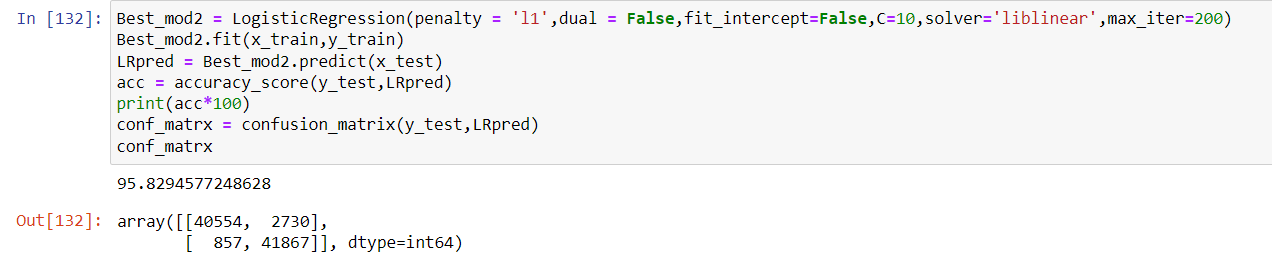 In [132]: Best_mod2 = LogisticRegression(penalty = 'l1',dual = False,fit_intercept=False,C=10,solver='liblinear',max_iter=200)
Best_mod2.fit(x_train,y_train)
LRpred = Best_mod2.predict(x_test)
acc = accuracy_score(y_test,LRpred)
print(acc*100)
conf_matrx = confusion_matrix(y_test,LRpred)
conf_matrx
95.8294577248628
Out[132]: array([[40554,  2730],
[  857, 41867]], dtype=int64)